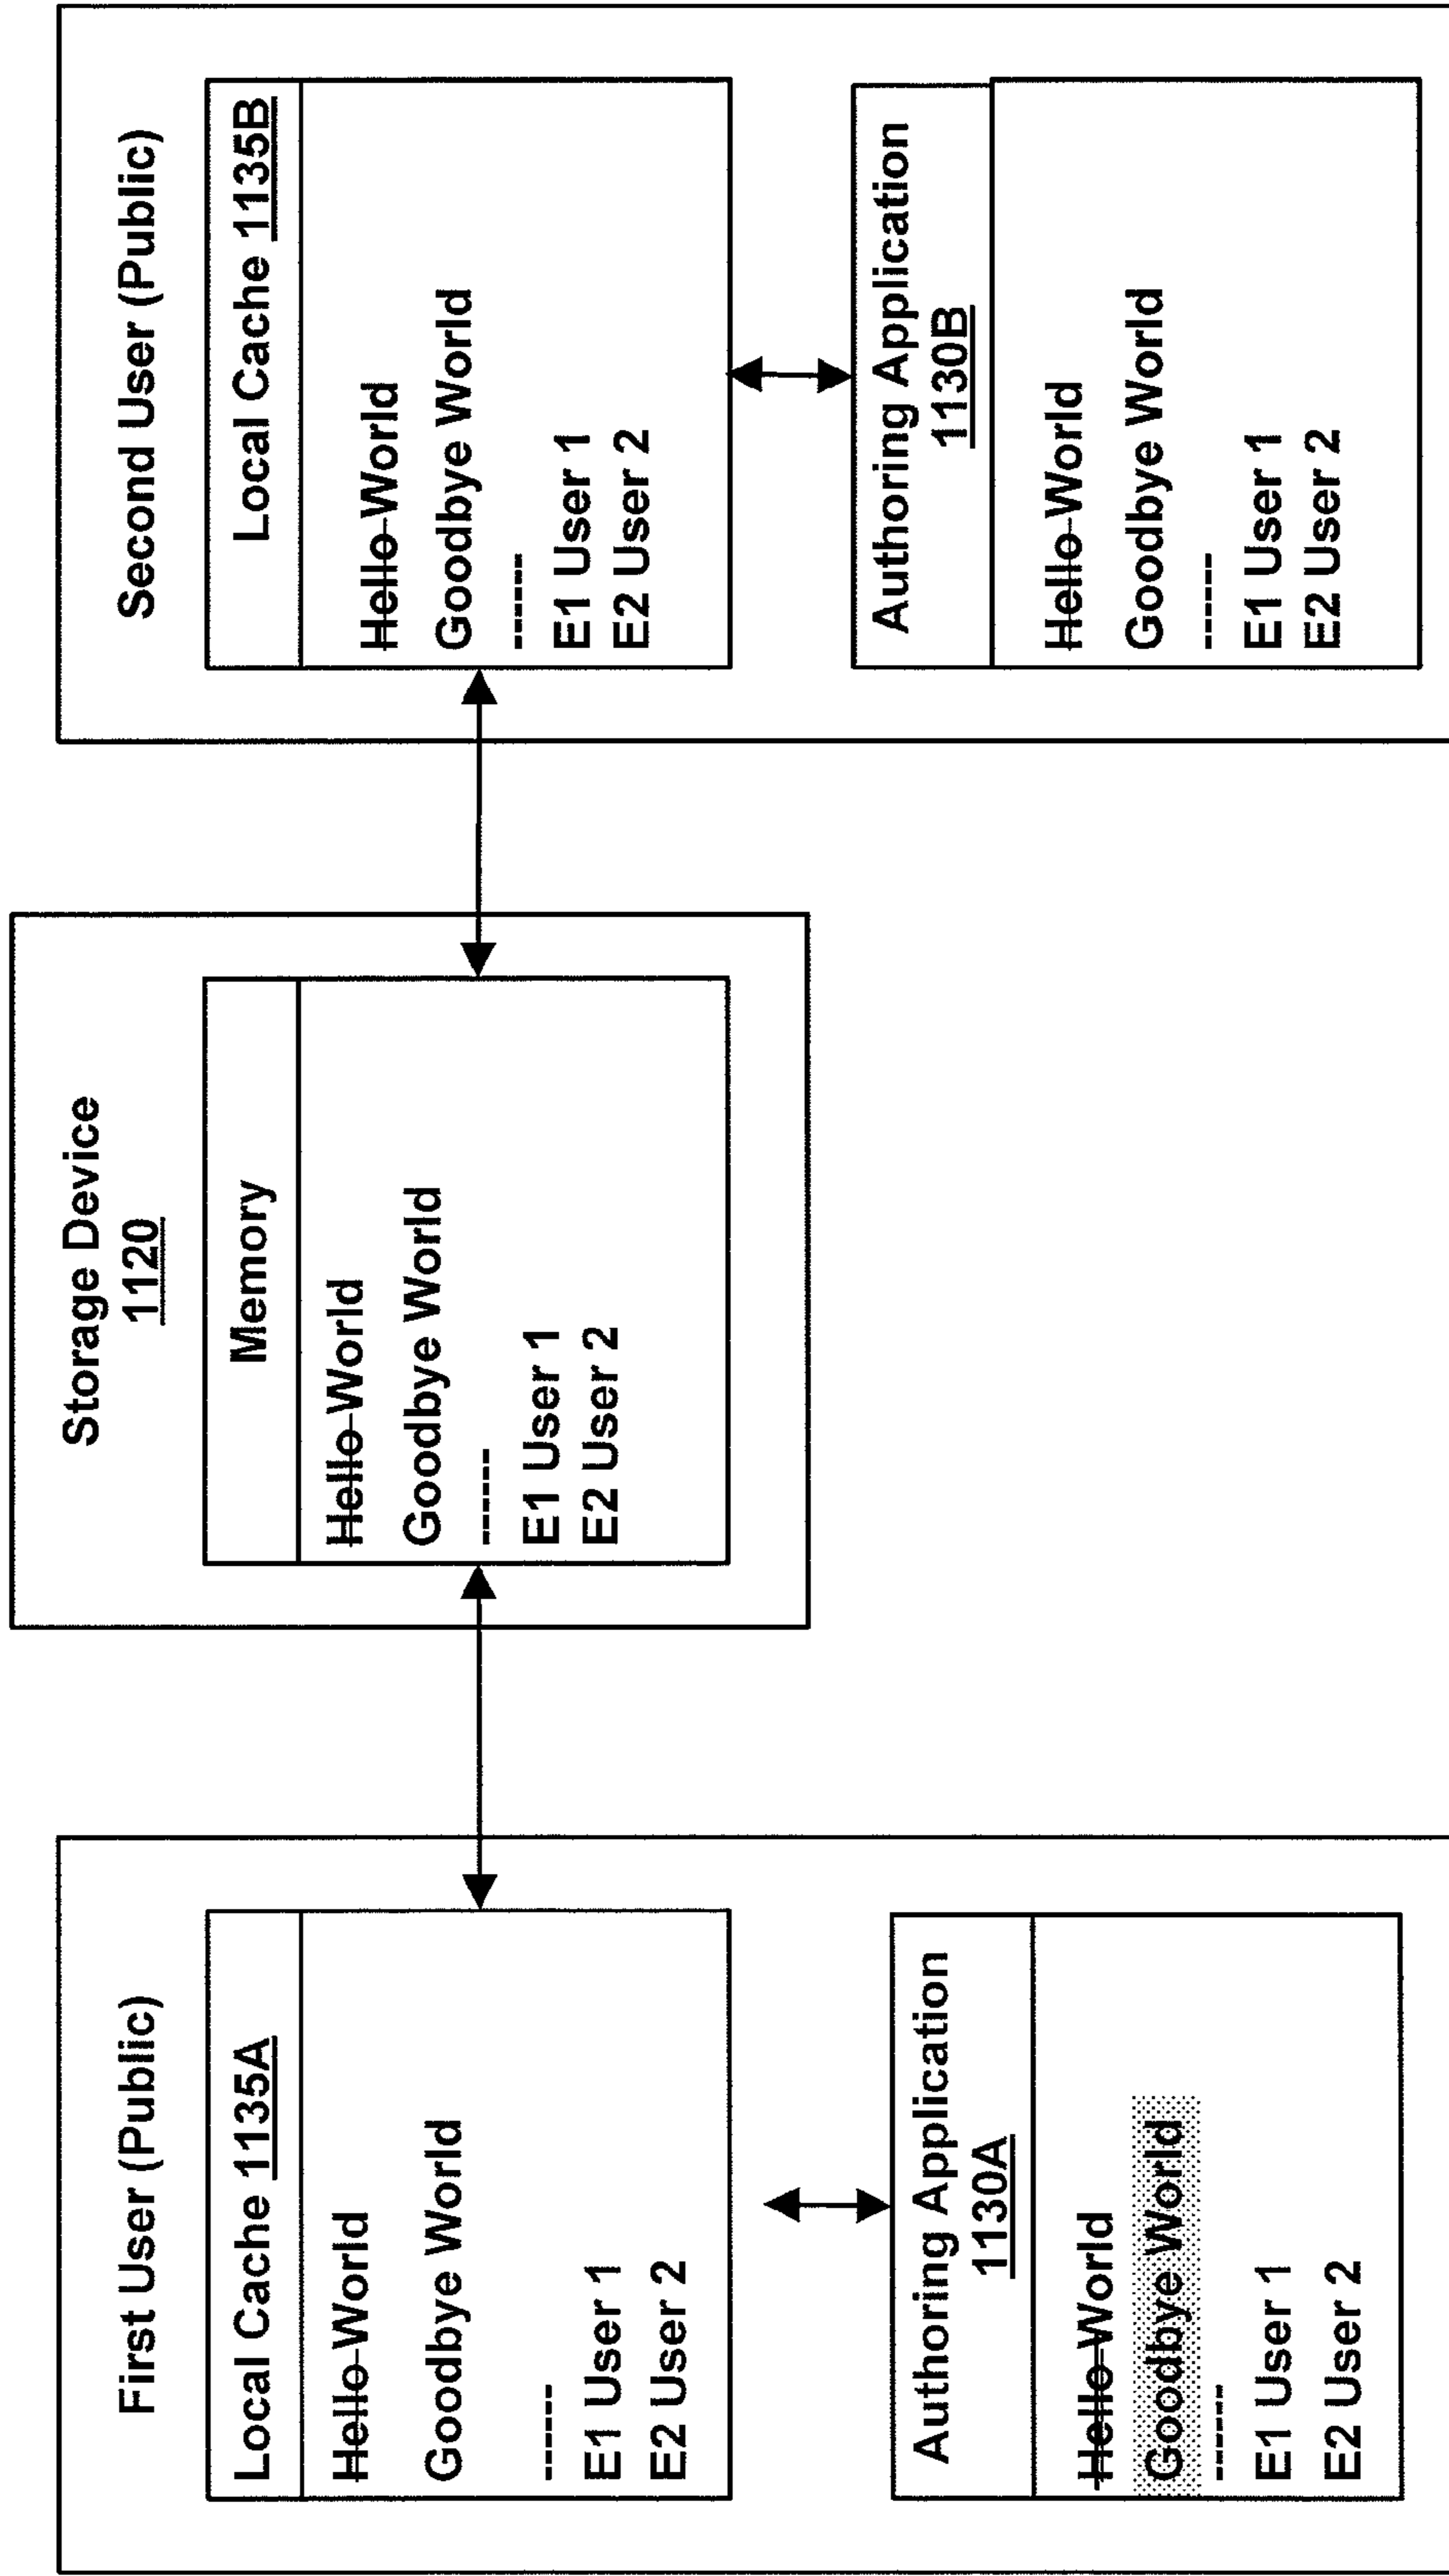 First User (Public)
Local Cache 1135A
Hello World
Goodbye World
------
E1 User 1
E2 User 2
Authoring Application
1130A
Hello World
Goodbye World
------
E1 User 1
E2 User 2
Storage Device
1120
Memory
Hello World
Goodbye World
------
E1 User 1
E2 User 2
Second User (Public)
Local Cache 1135B
Hello World
Goodbye World
------
E1 User 1
E2 User 2
Authoring Application
1130B
Hello World
Goodbye World
------
E1 User 1
E2 User 2